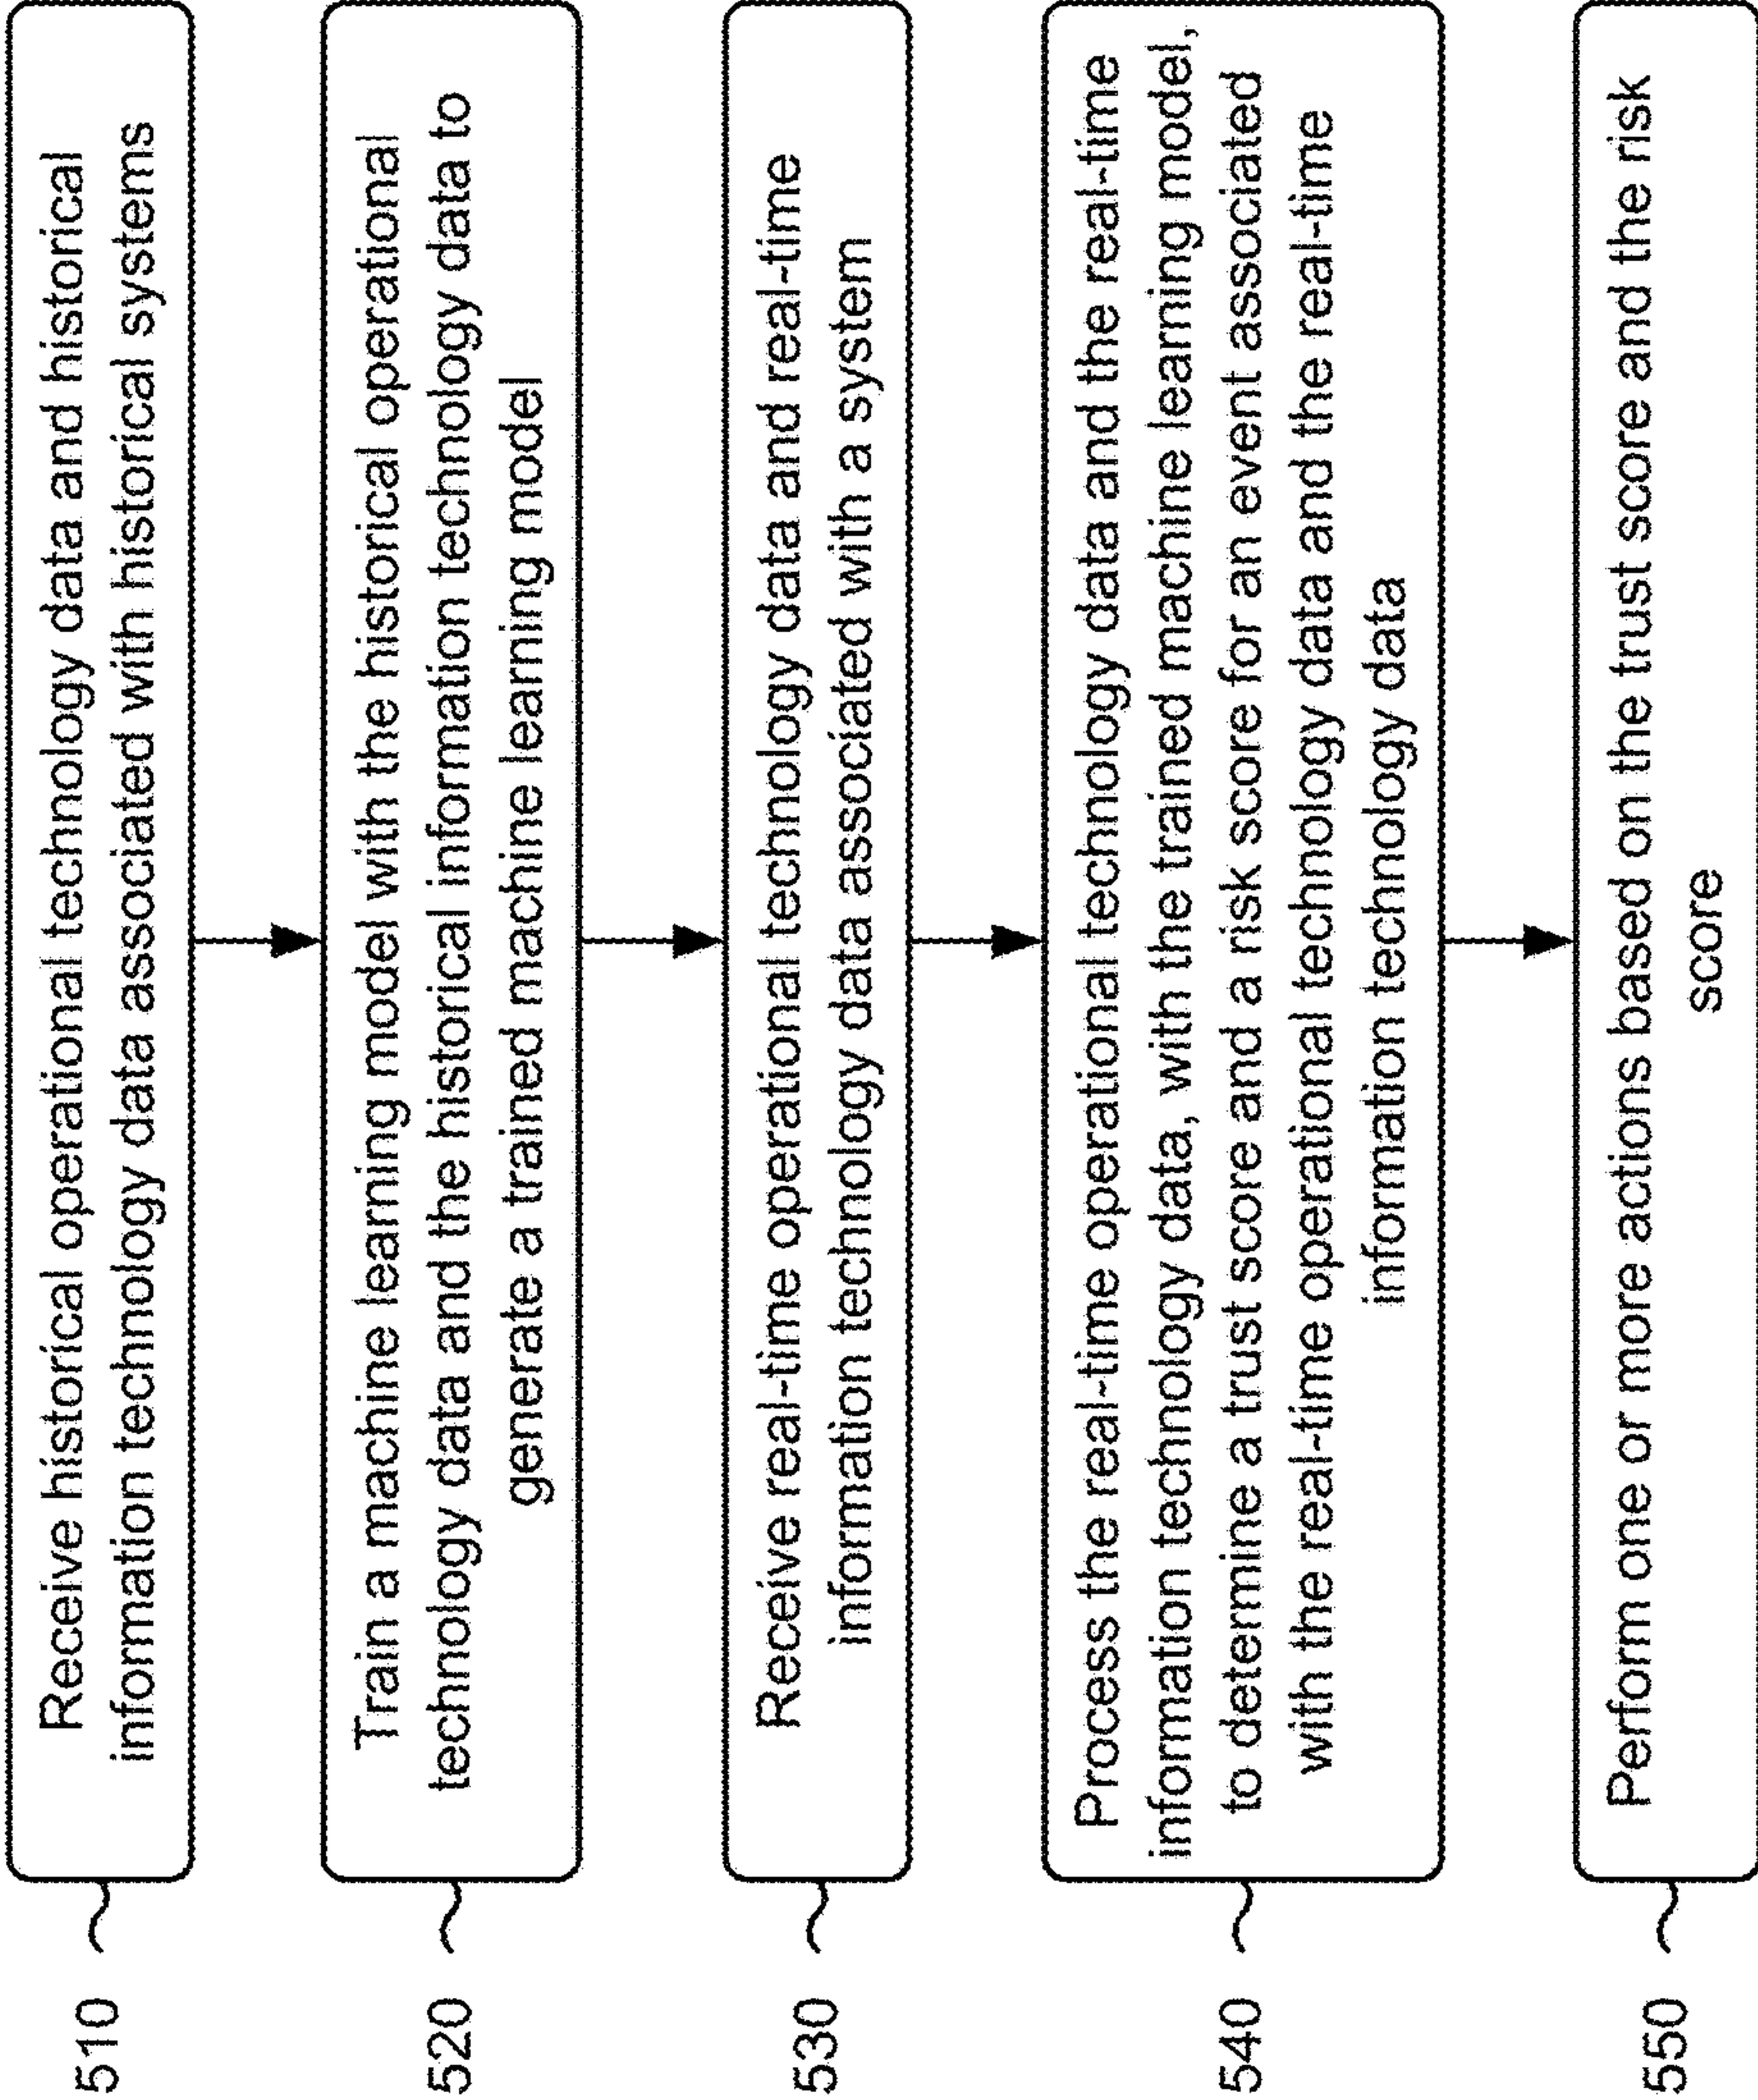 510
Receive historical operational technology data and historical
information technology data associated with historical systems
520
Train a machine learning model with the historical operational
technology data and the historical information technology data to
generate a trained machine learning model
530
Receive real-time operational technology data and real-time
information technology data associated with a system
540
Process the real-time operational technology data and the real-time
information technology data, with the trained machine learning model,
to determine a trust score and a risk score for an event associated
with the real-time operational technology data and the real-time
information technology data
550
Perform one or more actions based on the trust score and the risk
score